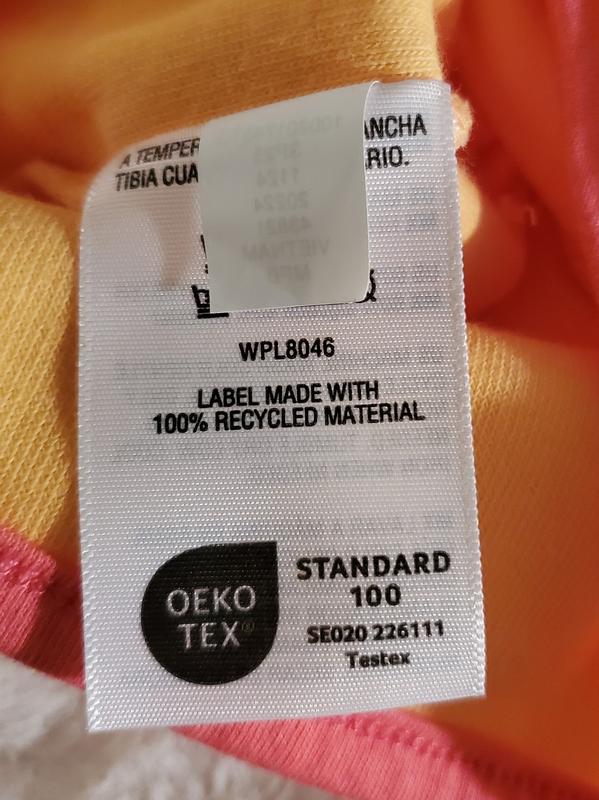 A TEMPER ANCHA
TIBIA CUA RIO.
WPL8046
LABEL MADE WITH
100% RECYCLED MATERIAL
OEKO
TEX®
STANDARD
100
SE020 226111
Testex